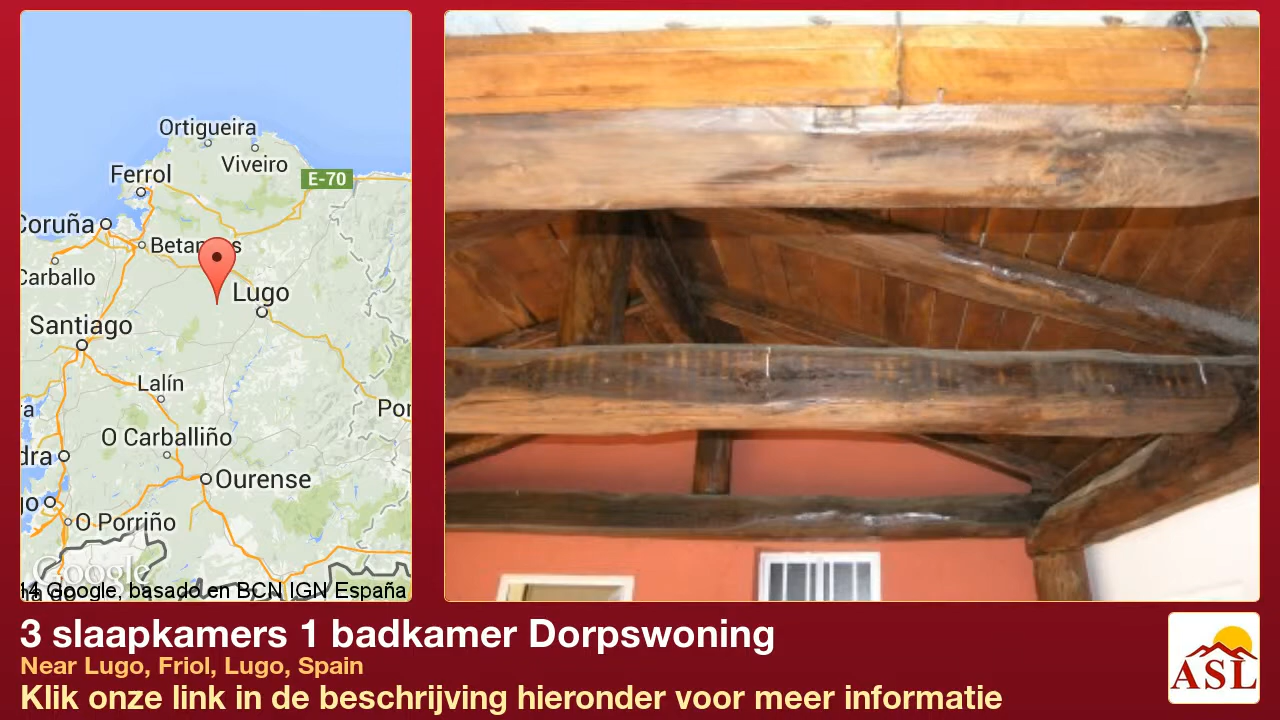 Ortigueira
Viveiro
Ferrol
E-70
Coruña
Carballo
Lugo
Santiago
Lalín
O Carballiño
Ourense
O Porriño
Google
Google, basado en BCN IGN España
3 slaapkamers 1 badkamer Dorpswoning
Near Lugo, Friol, Lugo, Spain
Klik onze link in de beschrijving hieronder voor meer informatie
ASL